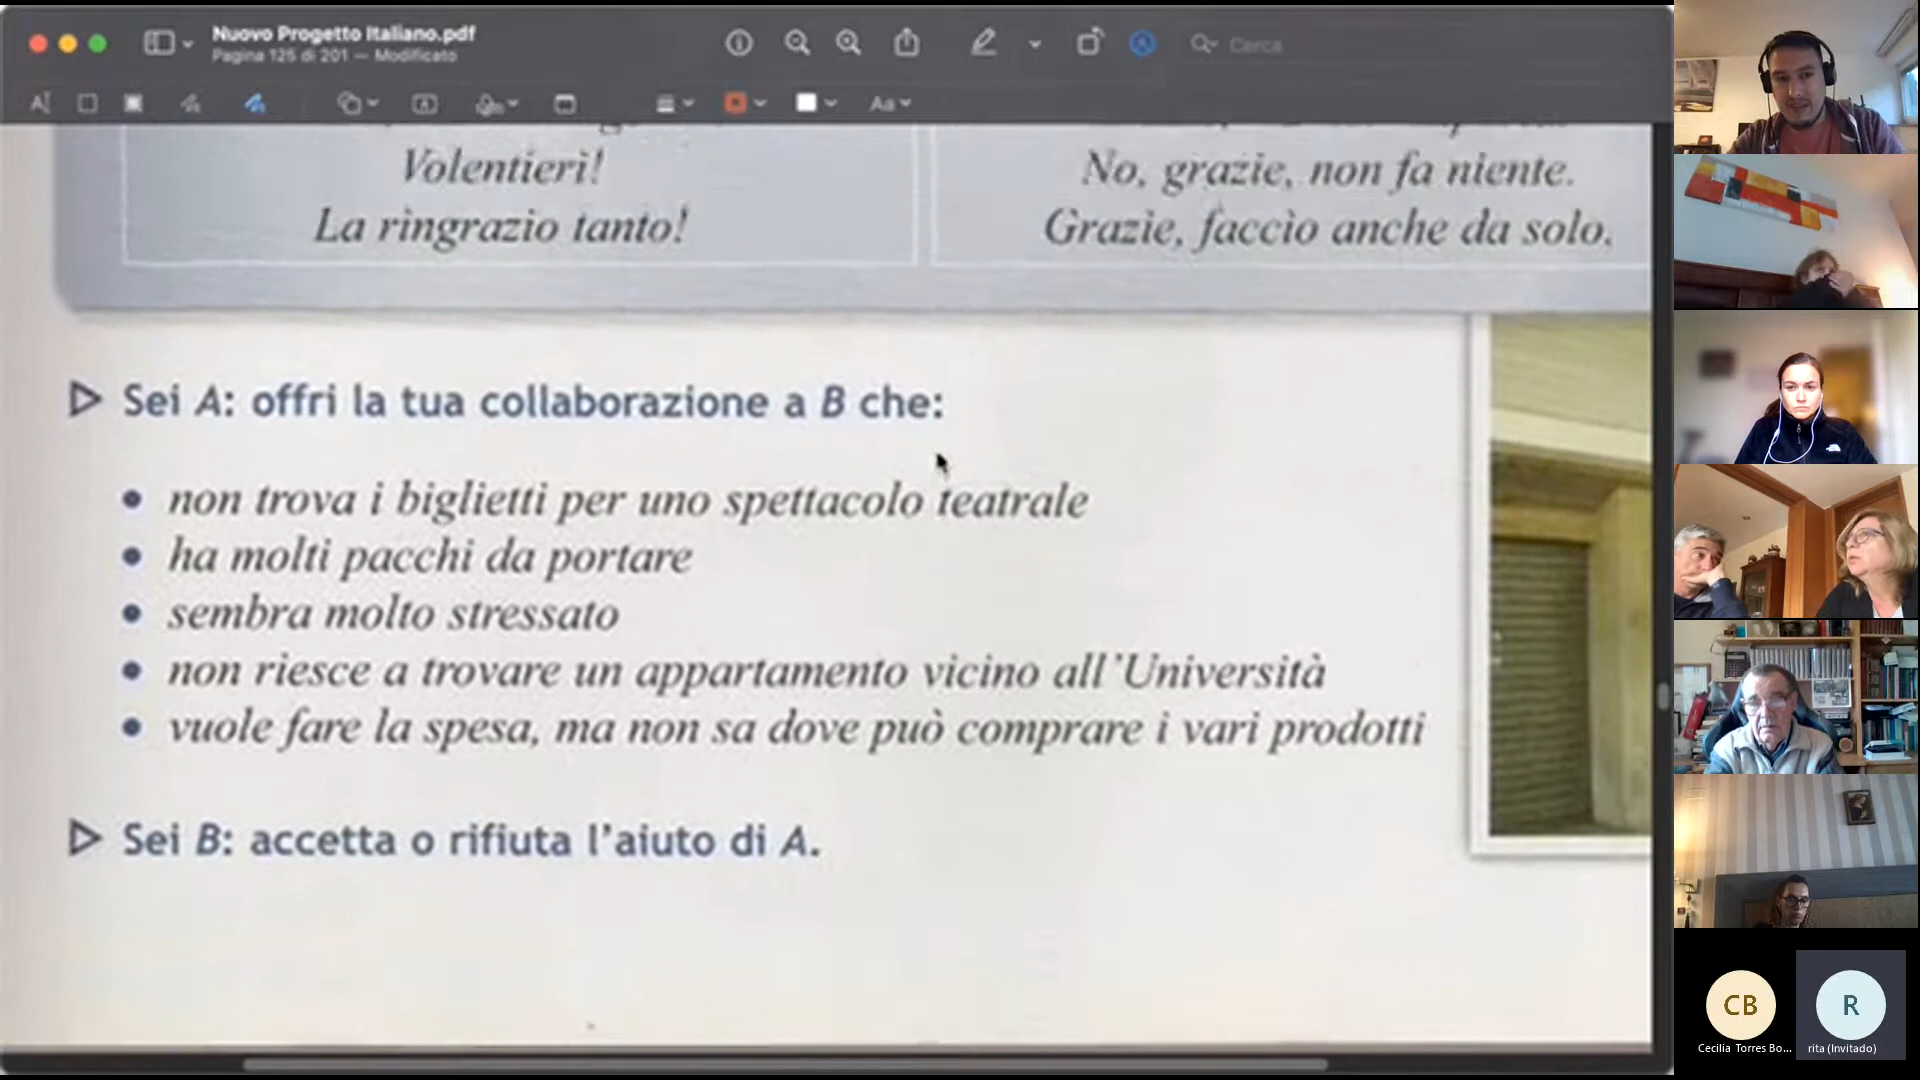 Nuovo Progetto Italiano.pdf
Pagina 125 di 201 — Modificato
Cerca
Aa
Volentieri!
La ringrazio tanto!
No, grazie, non fa niente.
Grazie, faccio anche da solo.
Sei A: offri la tua collaborazione a B che:
• non trova i biglietti per uno spettacolo teatrale
• ha molti pacchi da portare
• sembra molto stressato
• non riesce a trovare un appartamento vicino all'Università
• vuole fare la spesa, ma non sa dove può comprare i vari prodotti
Sei B: accetta o rifiuta l'aiuto di A.
CB
Cecilia Torres Bo...
R
rita (Invitado)